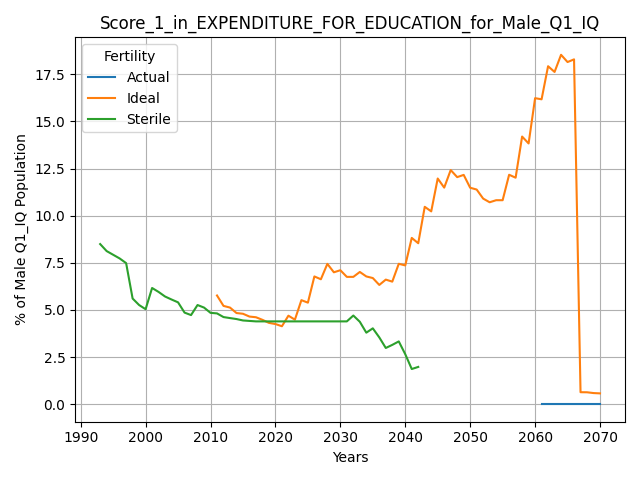 Score_1_in_EXPENDITURE_FOR_EDUCATION_for_Male_Q1_IQ
Fertility
Actual
Ideal
Sterile
% of Male Q1_IQ Population
17.5
15.0
12.5
10.0
7.5
5.0
2.5
0.0
1990 2000 2010 2020 2030 2040 2050 2060 2070
Years